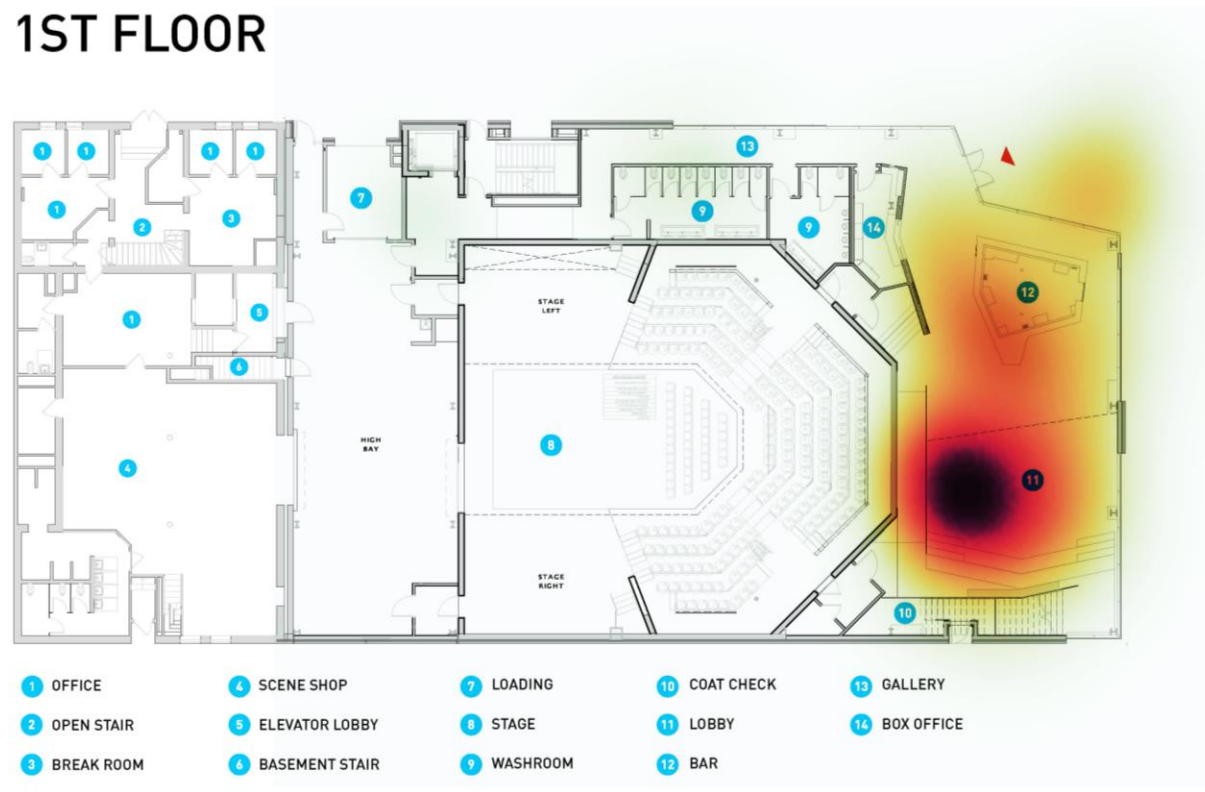 1ST FLOOR
1 1 1 1
13
7
1
3
2
9
9
14
12
STAGE
LEFT
5
1
6
HIGH
BAY
8
4
11
STAGE
RIGHT
10
1 OFFICE
2 OPEN STAIR
3 BREAK ROOM
4 SCENE SHOP
5 ELEVATOR LOBBY
6 BASEMENT STAIR
7 LOADING
8 STAGE
9 WASHROOM
10 COAT CHECK
11 LOBBY
12 BAR
13 GALLERY
14 BOX OFFICE